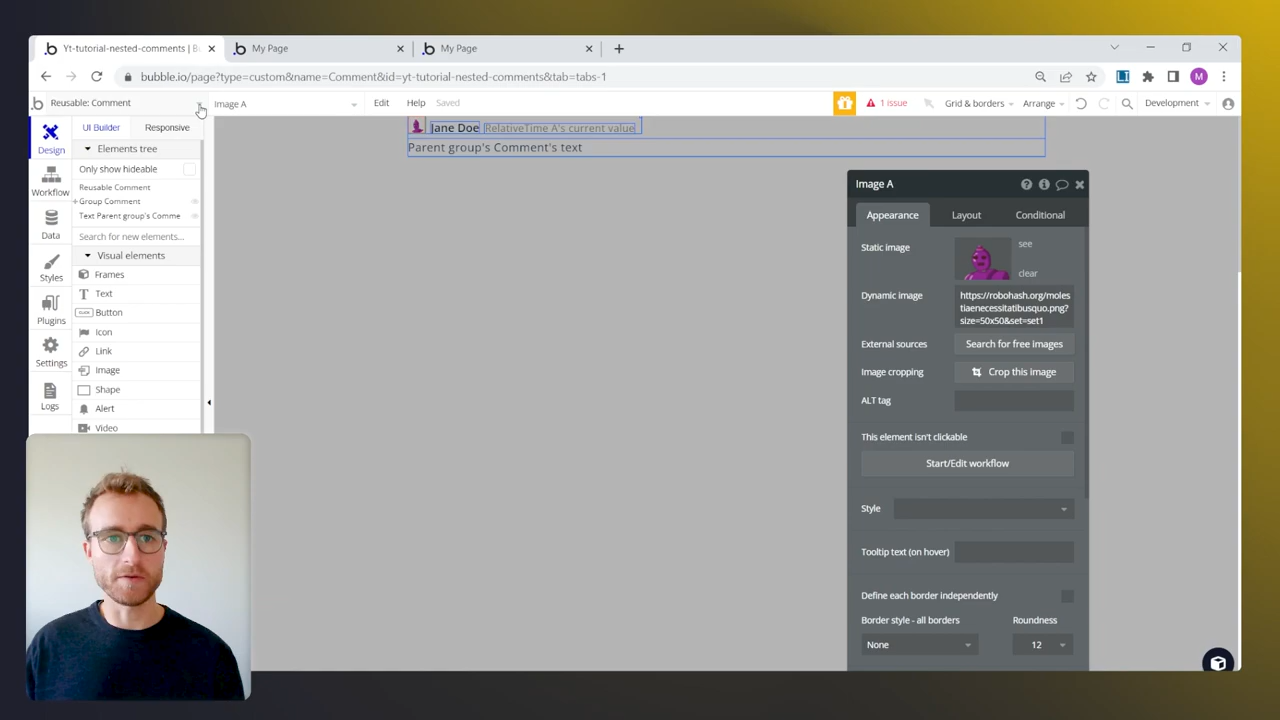 Yt-tutorial-nested-comments | Bu
My Page
My Page
bubble.io/page?type=custom&name=Comment&id=yt-tutorial-nested-comments&tab=tabs-1
M
Reusable: Comment
Image A
Edit
Help
Saved
1 issue
Grid & borders
Arrange
Development
Design
Workflow
Data
Styles
Plugins
Settings
Logs
UI Builder
Responsive
Elements tree
Only show hideable
Reusable Comment
Group Comment
Text Parent group's Comme
Search for new elements...
Visual elements
Frames
Text
Button
Icon
Link
Image
Shape
Alert
Video
Jane Doe
RelativeTime A's current value
Parent group's Comment's text
Image A
Appearance
Layout
Conditional
Static image
see
clear
Dynamic image
https://robohash.org/moles
tiaenecessitatibusquo.png?
size=50x50&set=set1
External sources
Search for free images
Image cropping
Crop this image
ALT tag
This element isn't clickable
Start/Edit workflow
Style
Tooltip text (on hover)
Define each border independently
Border style - all borders
Roundness
None
12